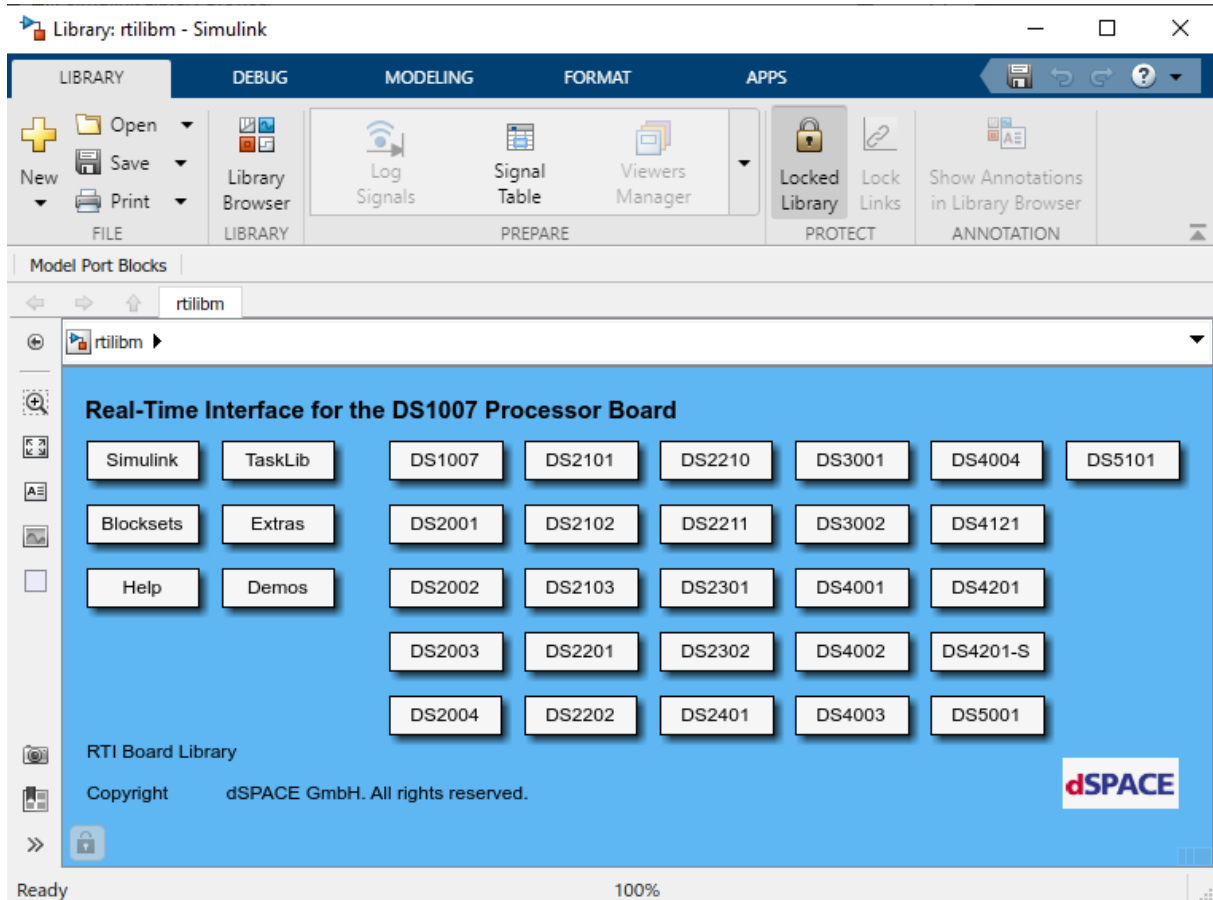 Library: rtilibm - Simulink
LIBRARY DEBUG MODELING FORMAT APPS
New
Open
Save
Print
FILE
Library
Browser
LIBRARY
Log
Signals
Signal
Table
Viewers
Manager
PREPARE
Locked
Library
Lock
Links
PROTECT
Show Annotations
in Library Browser
ANNOTATION
Model Port Blocks
rtilibm
rtilibm
Real-Time Interface for the DS1007 Processor Board
Simulink TaskLib DS1007 DS2101 DS2210 DS3001 DS4004 DS5101
Blocksets Extras DS2001 DS2102 DS2211 DS3002 DS4121
Help Demos DS2002 DS2103 DS2301 DS4001 DS4201
DS2003 DS2201 DS2302 DS4002 DS4201-S
DS2004 DS2202 DS2401 DS4003 DS5001
RTI Board Library
Copyright dSPACE GmbH. All rights reserved.
dSPACE
Ready 100%